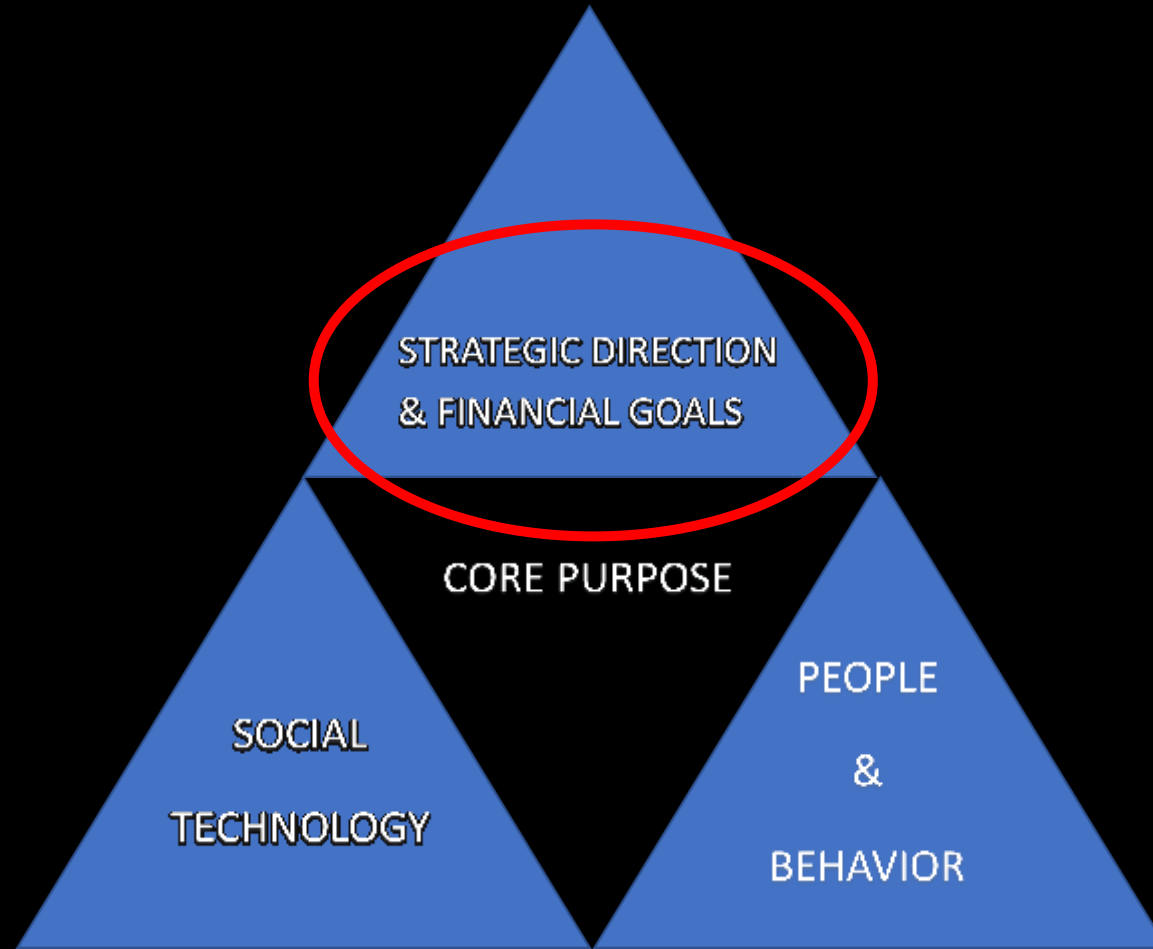 STRATEGIC DIRECTION
& FINANCIAL GOALS
CORE PURPOSE
SOCIAL
TECHNOLOGY
PEOPLE
&
BEHAVIOR